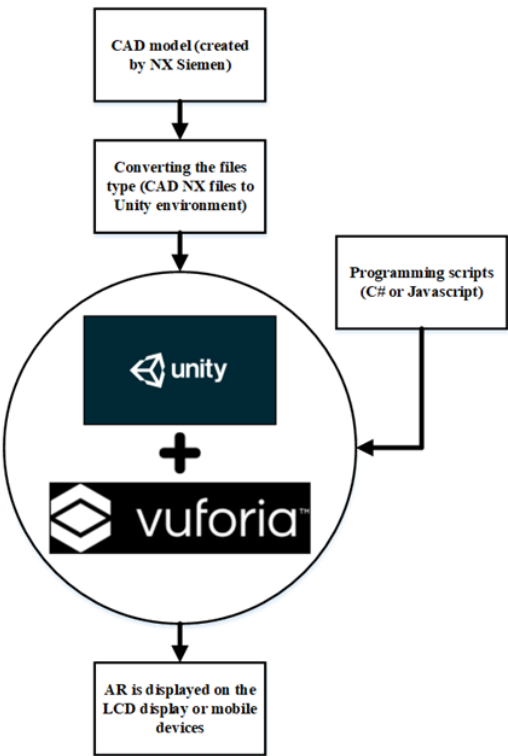 CAD model (created
by NX Siemen)
Converting the files
type (CAD NX files to
Unity environment)
Programming scripts
(C# or Javascript)
unity
vuforia™
AR is displayed on the
LCD display or mobile
devices